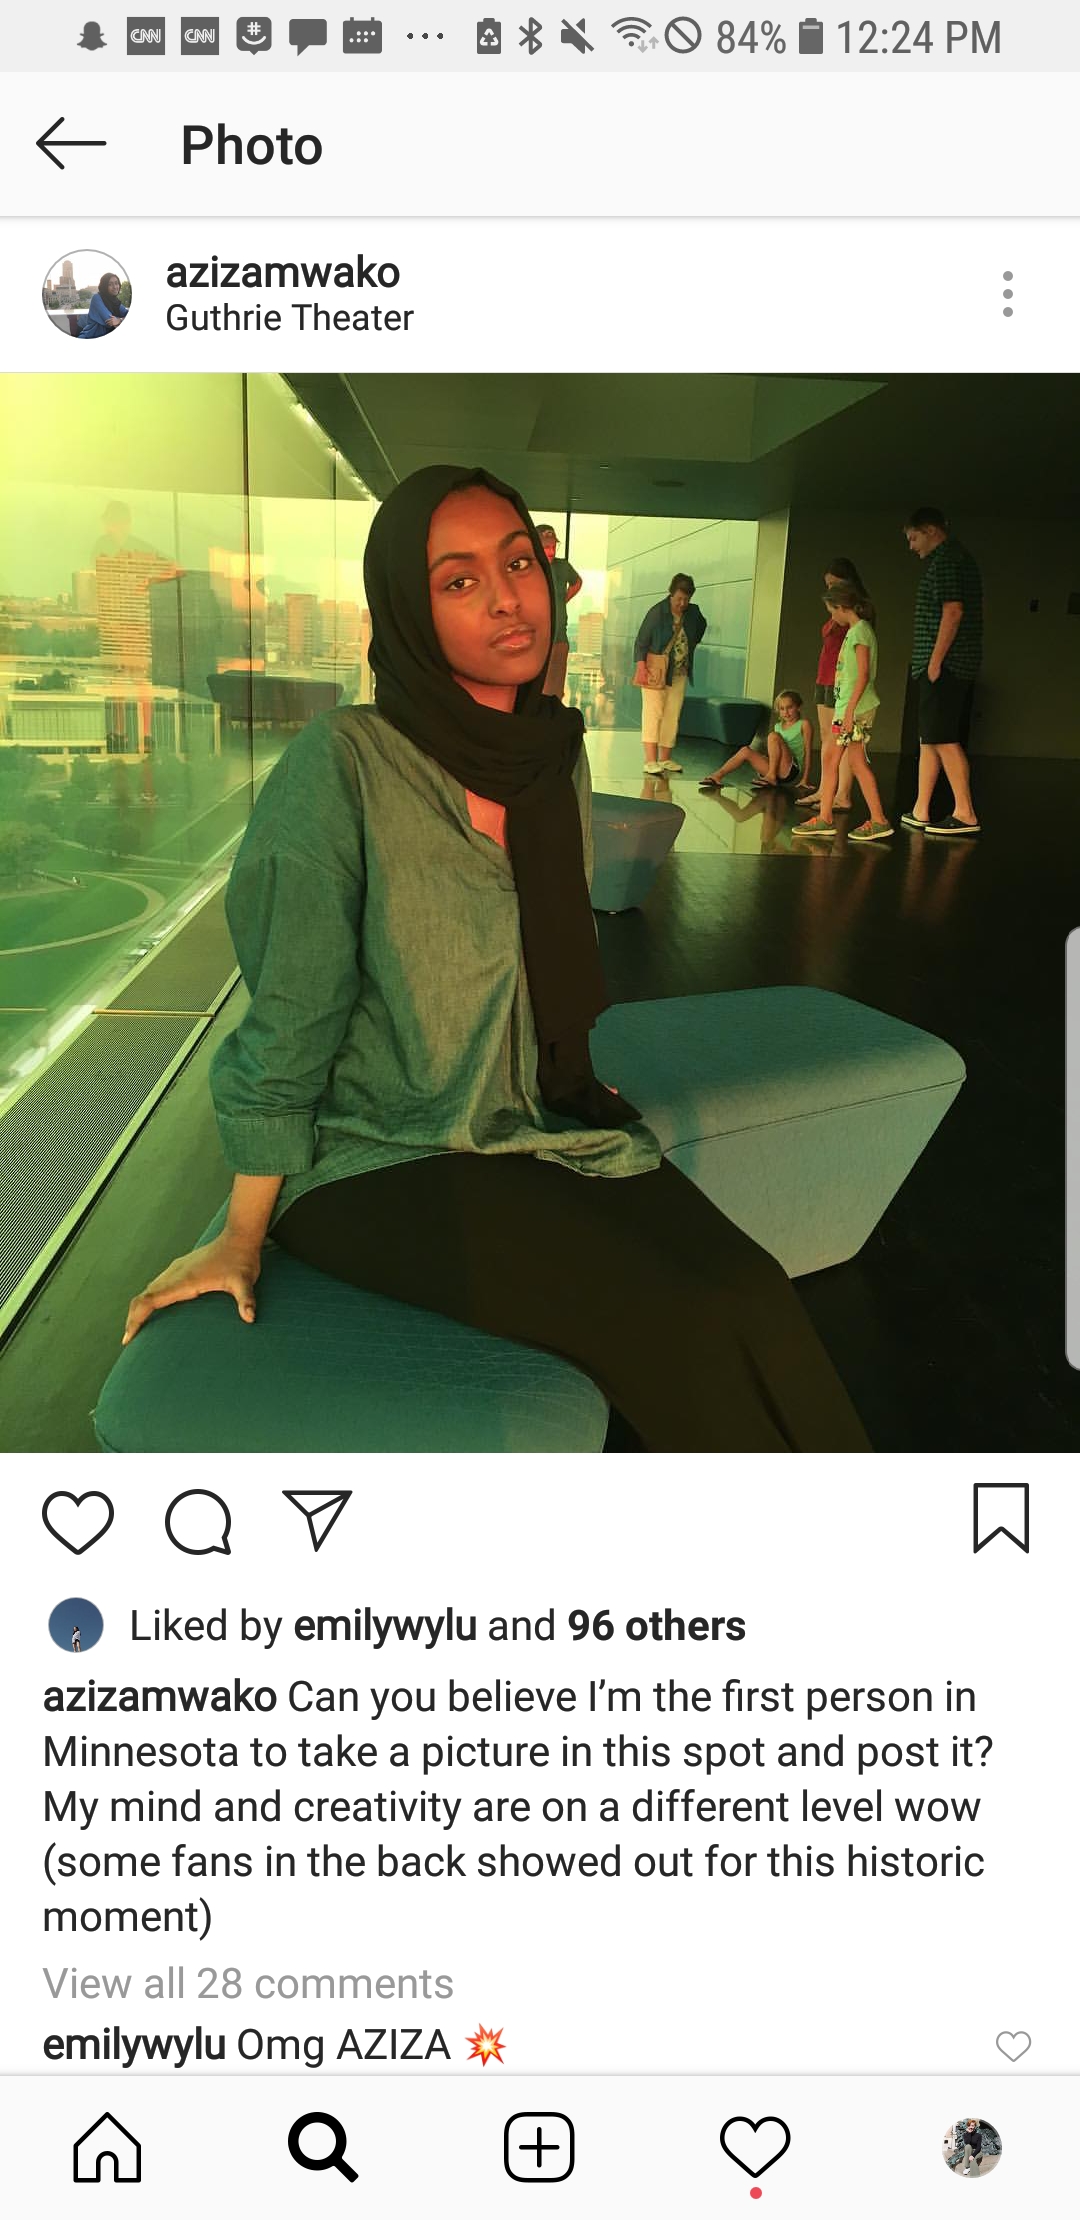 CNN CNN # 84% 12:24 PM
Photo
azizamwako
Guthrie Theater
Liked by emilywylu and 96 others
azizamwako Can you believe I'm the first person in
Minnesota to take a picture in this spot and post it?
My mind and creativity are on a different level wow
(some fans in the back showed out for this historic
moment)
View all 28 comments
emilywylu Omg AZIZA 💥